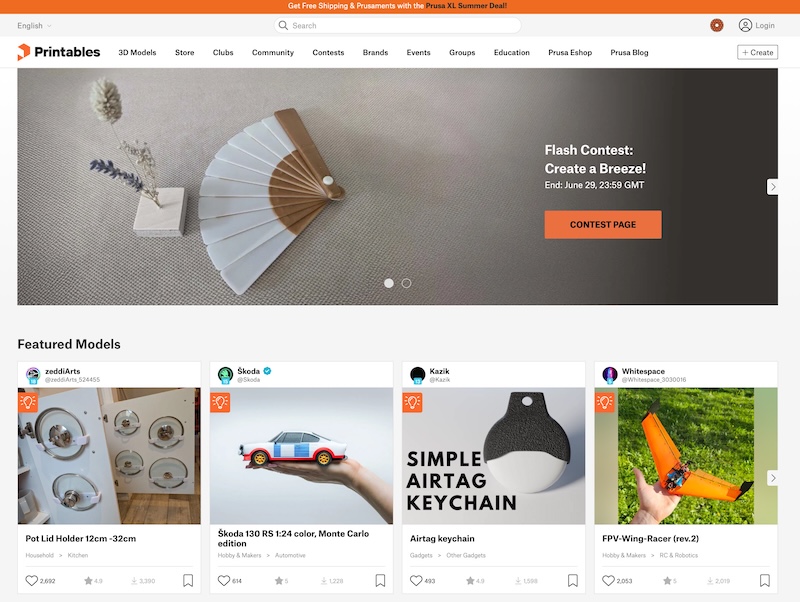 Get Free Shipping & Prusaments with the Prusa XL Summer Deal!
English
Search
Login
Printables
3D Models Store Clubs Community Contests Brands Events Groups Education Prusa Eshop Prusa Blog
+ Create
Flash Contest:
Create a Breeze!
End: June 29, 23:59 GMT
CONTEST PAGE
Featured Models
zeddiArts
@zeddiArts_524455
Pot Lid Holder 12cm -32cm
Household > Kitchen
2,692 4.9 3,390
Škoda
@Skoda
Škoda 130 RS 1:24 color, Monte Carlo
edition
Hobby & Makers > Automotive
614 5 1,228
Kazik
@Kazik
SIMPLE
AIRTAG
KEYCHAIN
Airtag keychain
Gadgets > Other Gadgets
493 4.9 1,588
Whitespace
@Whitespace_3030016
FPV-Wing-Racer (rev.2)
Hobby & Makers > RC & Robotics
2,053 5 2,019